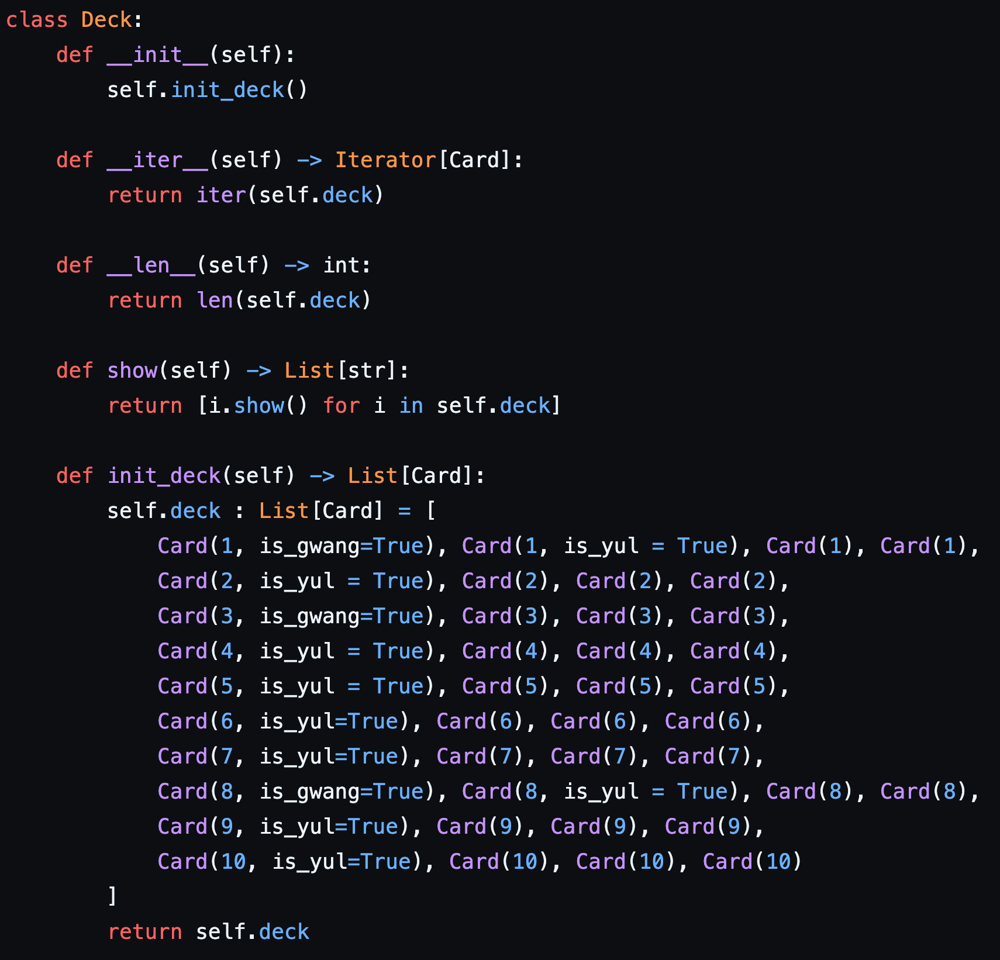 class Deck:
    def __init__(self):
        self.init_deck()

    def __iter__(self) -> Iterator[Card]:
        return iter(self.deck)

    def __len__(self) -> int:
        return len(self.deck)

    def show(self) -> List[str]:
        return [i.show() for i in self.deck]

    def init_deck(self) -> List[Card]:
        self.deck : List[Card] = [
            Card(1, is_gwang=True), Card(1, is_yul = True), Card(1), Card(1),
            Card(2, is_yul = True), Card(2), Card(2), Card(2),
            Card(3, is_gwang=True), Card(3), Card(3), Card(3),
            Card(4, is_yul = True), Card(4), Card(4), Card(4),
            Card(5, is_yul = True), Card(5), Card(5), Card(5),
            Card(6, is_yul=True), Card(6), Card(6), Card(6),
            Card(7, is_yul=True), Card(7), Card(7), Card(7),
            Card(8, is_gwang=True), Card(8, is_yul = True), Card(8), Card(8),
            Card(9, is_yul=True), Card(9), Card(9), Card(9),
            Card(10, is_yul=True), Card(10), Card(10), Card(10)
        ]
        return self.deck